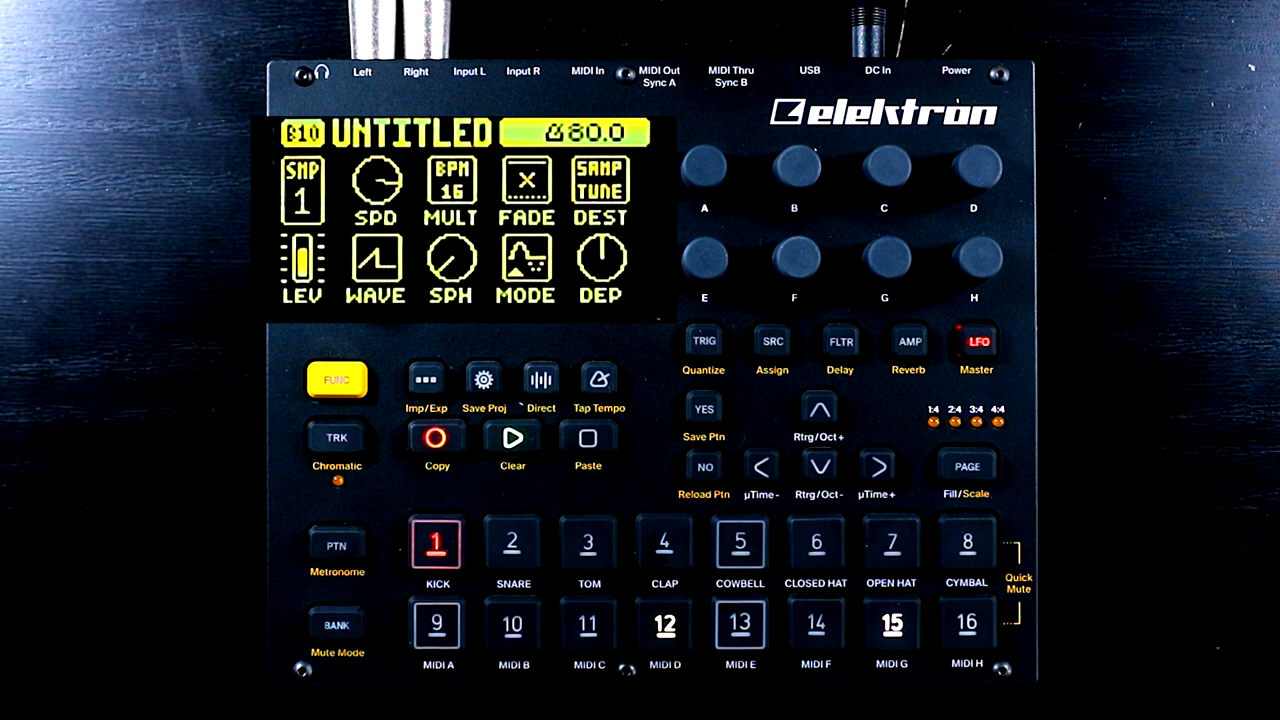 Left Right Input L Input R MIDI In MIDI Out MIDI Thru USB DC In Power
Sync A Sync B
elektron
B10 UNTITLED 80.0
SMP BPM X SAMP
1 16 TUNE
SPD MULT FADE DEST
LEV WAVE SPH MODE DEP
A B C D
E F G H
TRIG SRC FLTR AMP LFO
Quantize Assign Delay Reverb Master
FUNC
Imp/Exp Save Proj Direct Tap Tempo
YES
Save Ptn Rtrg/Oct+
1:4 2:4 3:4 4:4
TRK
Chromatic Copy Clear Paste
NO PAGE
Reload Ptn µTime- Rtrg/Oct- µTime+ Fill/Scale
PTN 1 2 3 4 5 6 7 8
Metronome KICK SNARE TOM CLAP COWBELL CLOSED HAT OPEN HAT CYMBAL
Quick
Mute
BANK 9 10 11 12 13 14 15 16
Mute Mode MIDI A MIDI B MIDI C MIDI D MIDI E MIDI F MIDI G MIDI H